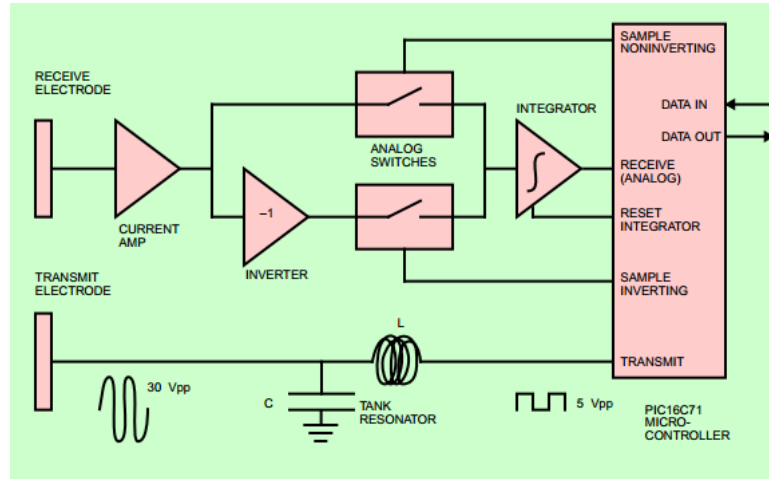 SAMPLE
NONINVERTING
RECEIVE
ELECTRODE
INTEGRATOR
DATA IN
DATA OUT
ANALOG
SWITCHES
RECEIVE
(ANALOG)
–1
RESET
INTEGRATOR
CURRENT
AMP
INVERTER
TRANSMIT
ELECTRODE
SAMPLE
INVERTING
L
TRANSMIT
30 Vpp
C
TANK
RESONATOR
5 Vpp
PIC16C71
MICRO-
CONTROLLER